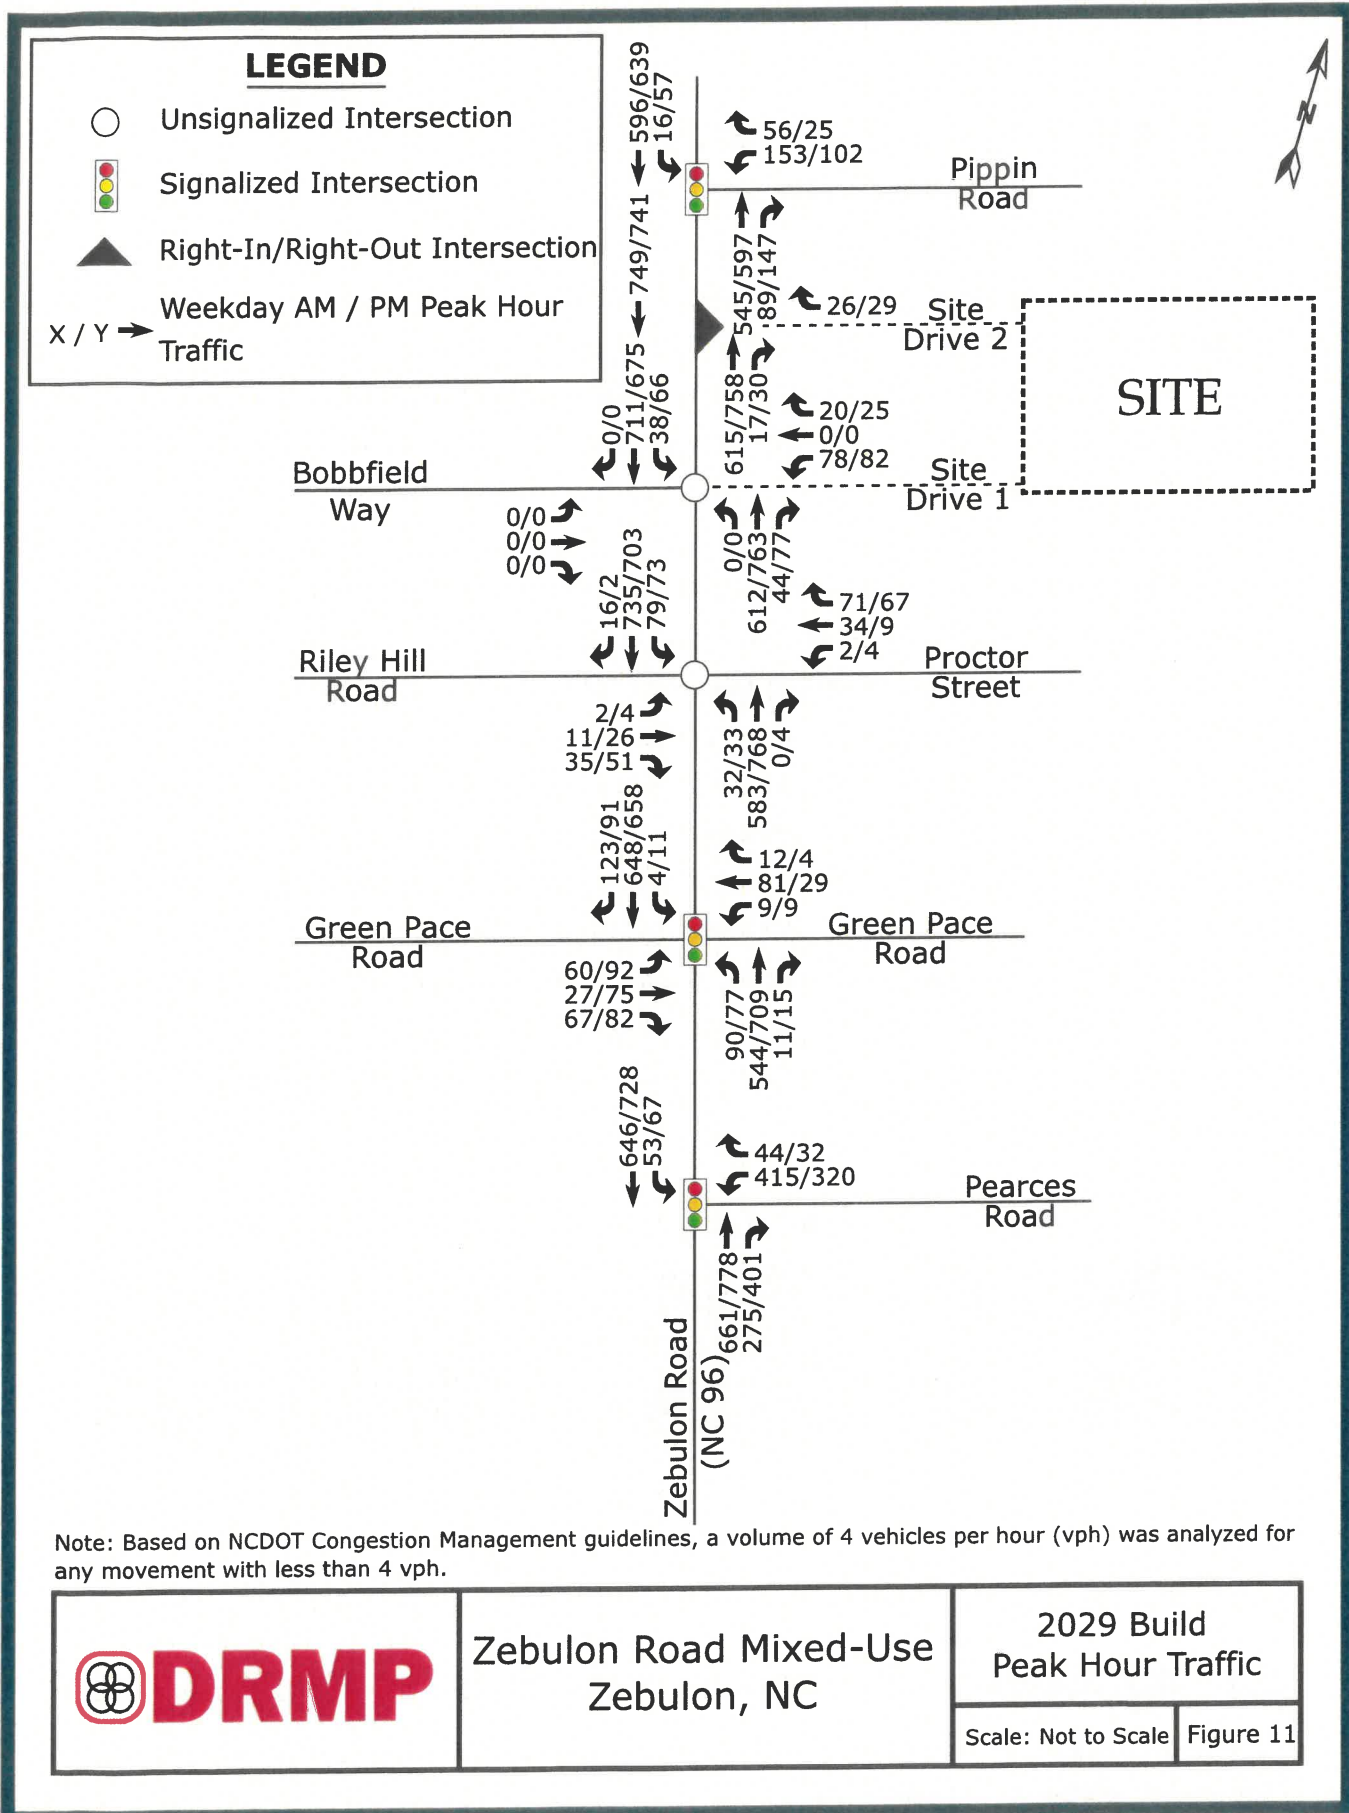 LEGEND
Unsignalized Intersection
Signalized Intersection
Right-In/Right-Out Intersection
X / Y
Weekday AM / PM Peak Hour
Traffic
N
596/639
16/57
56/25
153/102
Pippin
Road
749/741
545/597
89/147
26/29
Site
Drive 2
SITE
0/0
711/675
38/66
615/758
17/30
20/25
0/0
78/82
Bobbfield
Way
Site
Drive 1
0/0
0/0
0/0
0/0
612/763
44/77
16/2
735/703
79/73
71/67
34/9
2/4
Riley Hill
Road
Proctor
Street
2/4
11/26
35/51
32/33
583/768
0/4
123/91
648/658
4/11
12/4
81/29
9/9
Green Pace
Road
Green Pace
Road
60/92
27/75
67/82
90/77
544/709
11/15
646/728
53/67
44/32
415/320
Pearces
Road
661/778
275/401
Zebulon Road
(NC 96)
Note: Based on NCDOT Congestion Management guidelines, a volume of 4 vehicles per hour (vph) was analyzed for
any movement with less than 4 vph.
DRMP
Zebulon Road Mixed-Use
Zebulon, NC
2029 Build
Peak Hour Traffic
Scale: Not to Scale
Figure 11